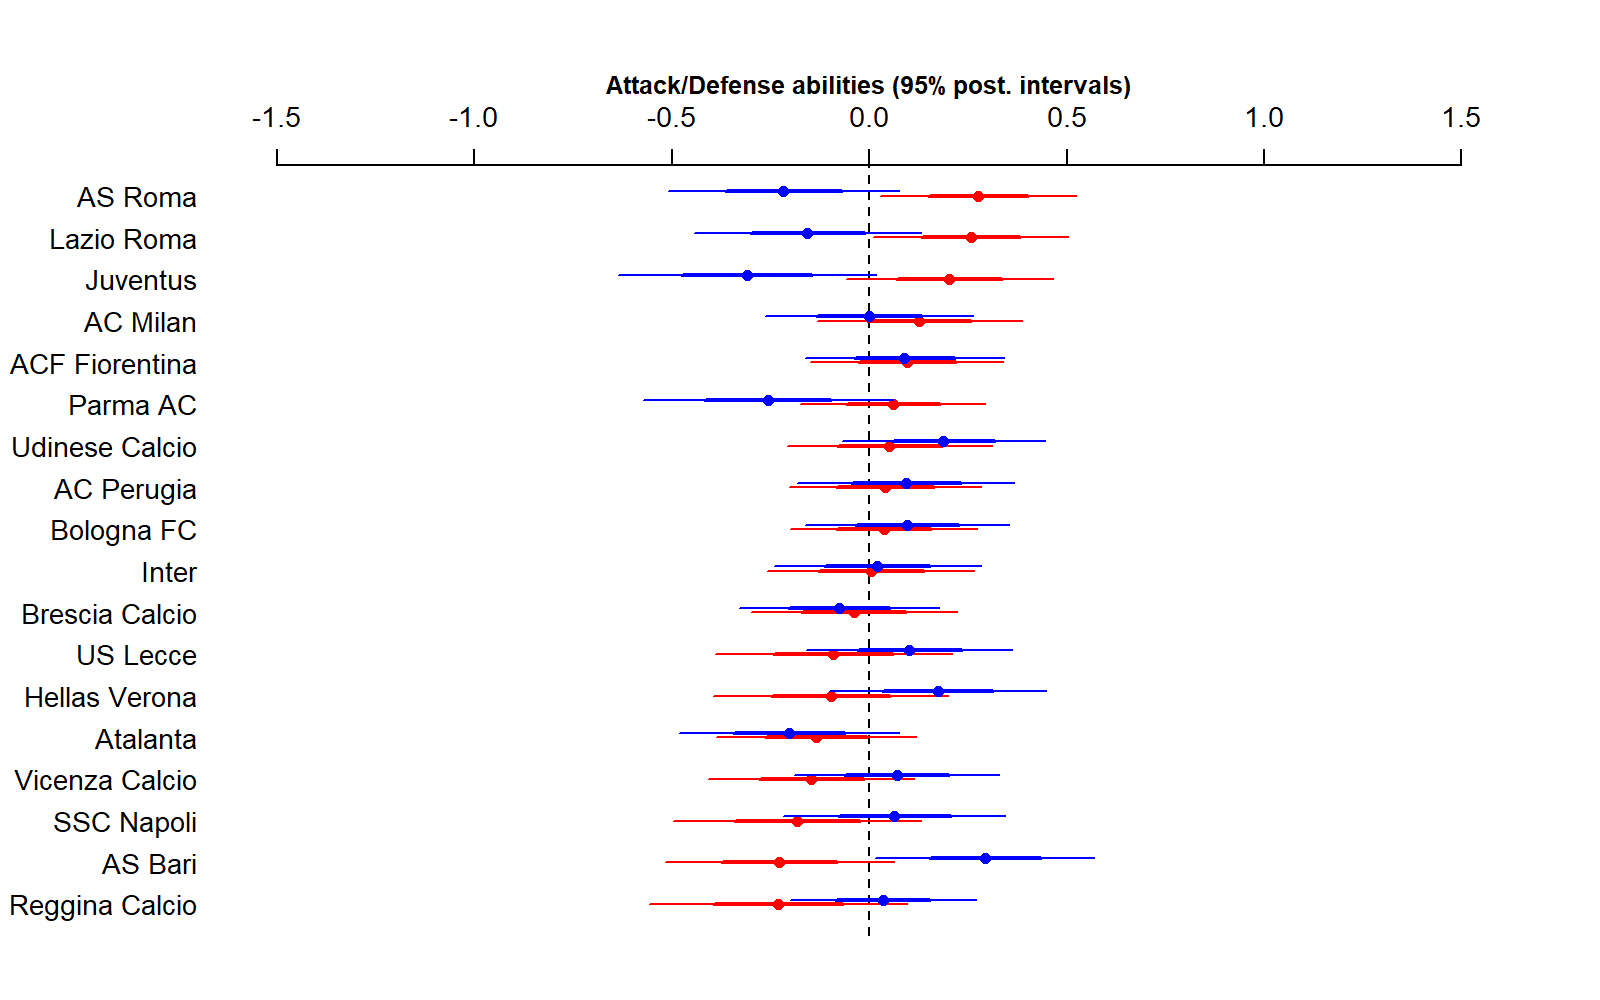 Attack/Defense abilities (95% post. intervals)
-1.5 -1.0 -0.5 0.0 0.5 1.0 1.5
AS Roma
Lazio Roma
Juventus
AC Milan
ACF Fiorentina
Parma AC
Udinese Calcio
AC Perugia
Bologna FC
Inter
Brescia Calcio
US Lecce
Hellas Verona
Atalanta
Vicenza Calcio
SSC Napoli
AS Bari
Reggina Calcio